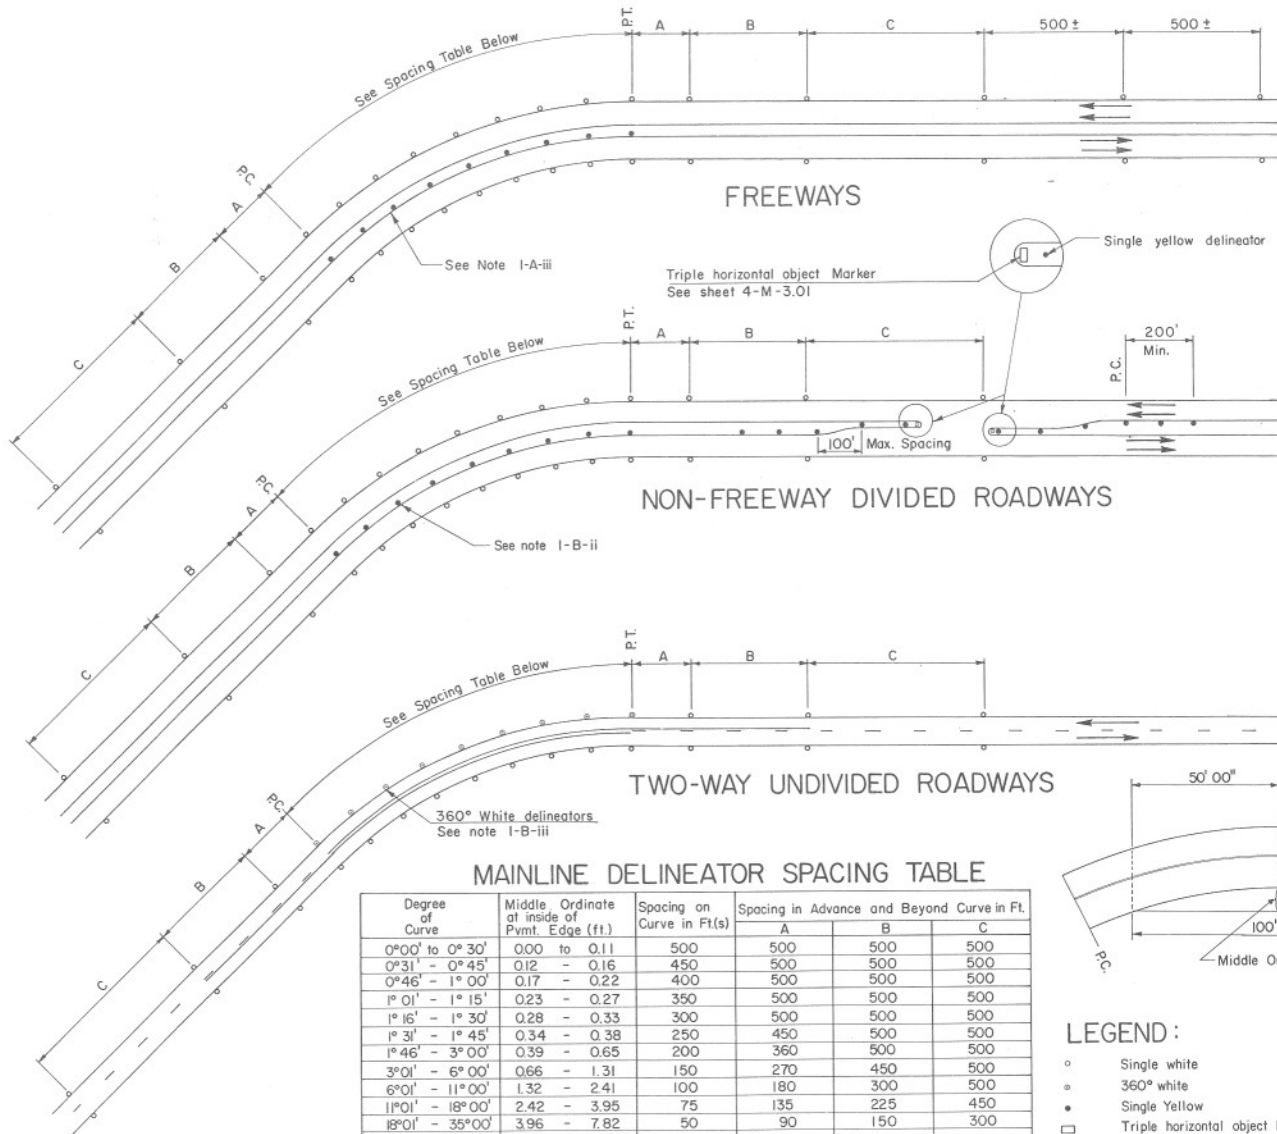 P.T.
A
B
C
500 ±
500 ±
See Spacing Table Below
P.C.
A
B
C
FREEWAYS
See Note 1-A-iii
Single yellow delineator
Triple horizontal object Marker
See sheet 4-M-3.01
P.T.
A
B
C
200'
Min.
P.C.
See Spacing Table Below
100' Max. Spacing
P.C.
A
B
C
NON-FREEWAY DIVIDED ROADWAYS
See note 1-B-ii
P.T.
A
B
C
See Spacing Table Below
TWO-WAY UNDIVIDED ROADWAYS
P.C.
A
B
C
360° White delineators
See note 1-B-iii
50' 00"
100'
P.C.
Middle O
MAINLINE DELINEATOR SPACING TABLE
Degree of Curve | Middle Ordinate at inside of Pvmt. Edge (ft.) | Spacing on Curve in Ft.(s) | Spacing in Advance and Beyond Curve in Ft.
A B C
0°00' to 0°30' 0.00 to 0.11 500 500 500 500
0°31' - 0°45' 0.12 - 0.16 450 500 500 500
0°46' - 1°00' 0.17 - 0.22 400 500 500 500
1°01' - 1°15' 0.23 - 0.27 350 500 500 500
1°16' - 1°30' 0.28 - 0.33 300 500 500 500
1°31' - 1°45' 0.34 - 0.38 250 450 500 500
1°46' - 3°00' 0.39 - 0.65 200 360 500 500
3°01' - 6°00' 0.66 - 1.31 150 270 450 500
6°01' - 11°00' 1.32 - 2.41 100 180 300 500
11°01' - 18°00' 2.42 - 3.95 75 135 225 450
18°01' - 35°00' 3.96 - 7.82 50 90 150 300
LEGEND:
Single white
360° white
Single Yellow
Triple horizontal object